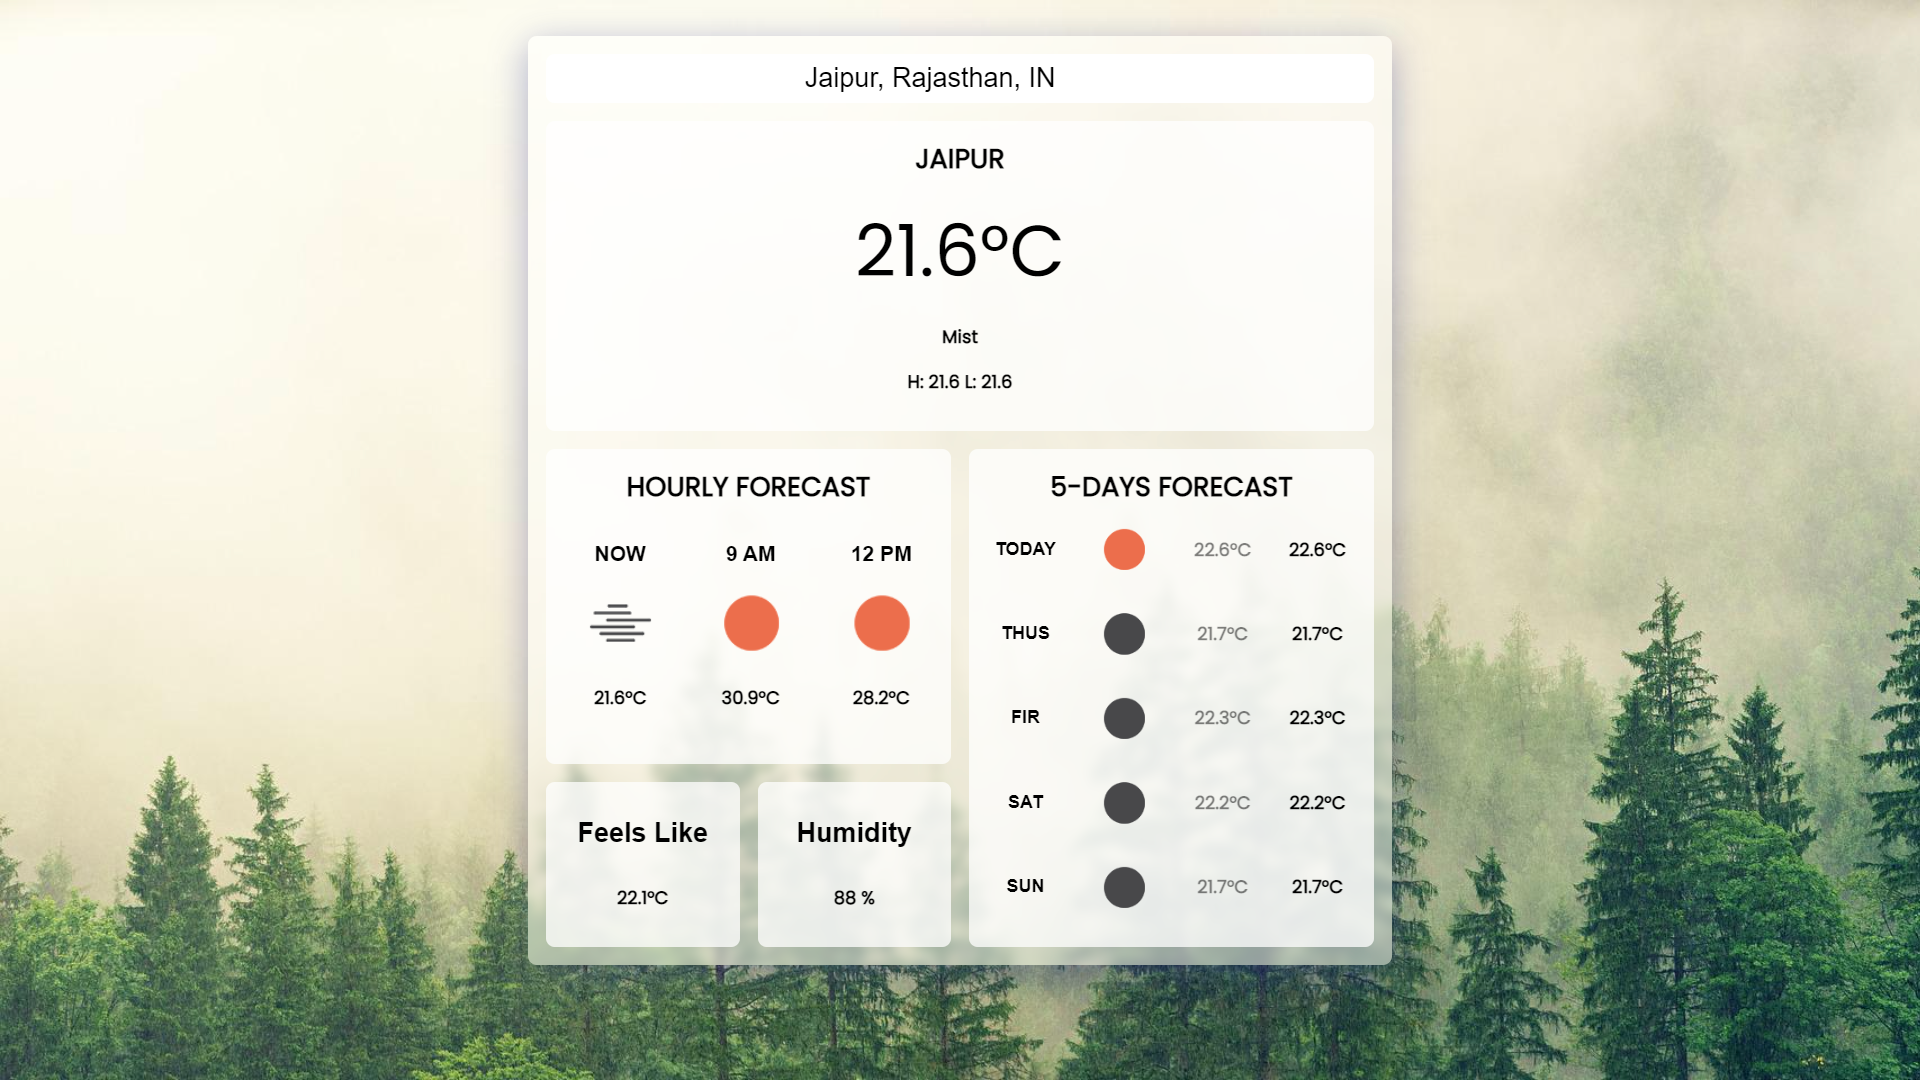 Jaipur, Rajasthan, IN
JAIPUR
21.6°C
Mist
H: 21.6 L: 21.6
HOURLY FORECAST
NOW 9 AM 12 PM
21.6°C 30.9°C 28.2°C
Feels Like
22.1°C
Humidity
88 %
5-DAYS FORECAST
TODAY 22.6°C 22.6°C
THUS 21.7°C 21.7°C
FIR 22.3°C 22.3°C
SAT 22.2°C 22.2°C
SUN 21.7°C 21.7°C